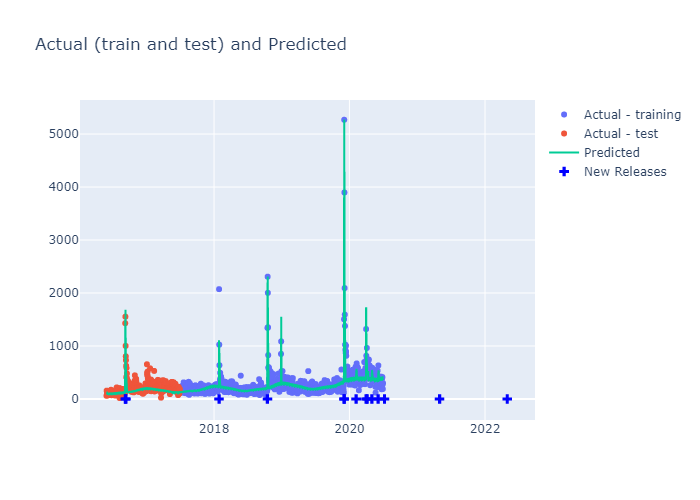 Actual (train and test) and Predicted
5000
4000
3000
2000
1000
0
2018
2020
2022
Actual - training
Actual - test
Predicted
New Releases